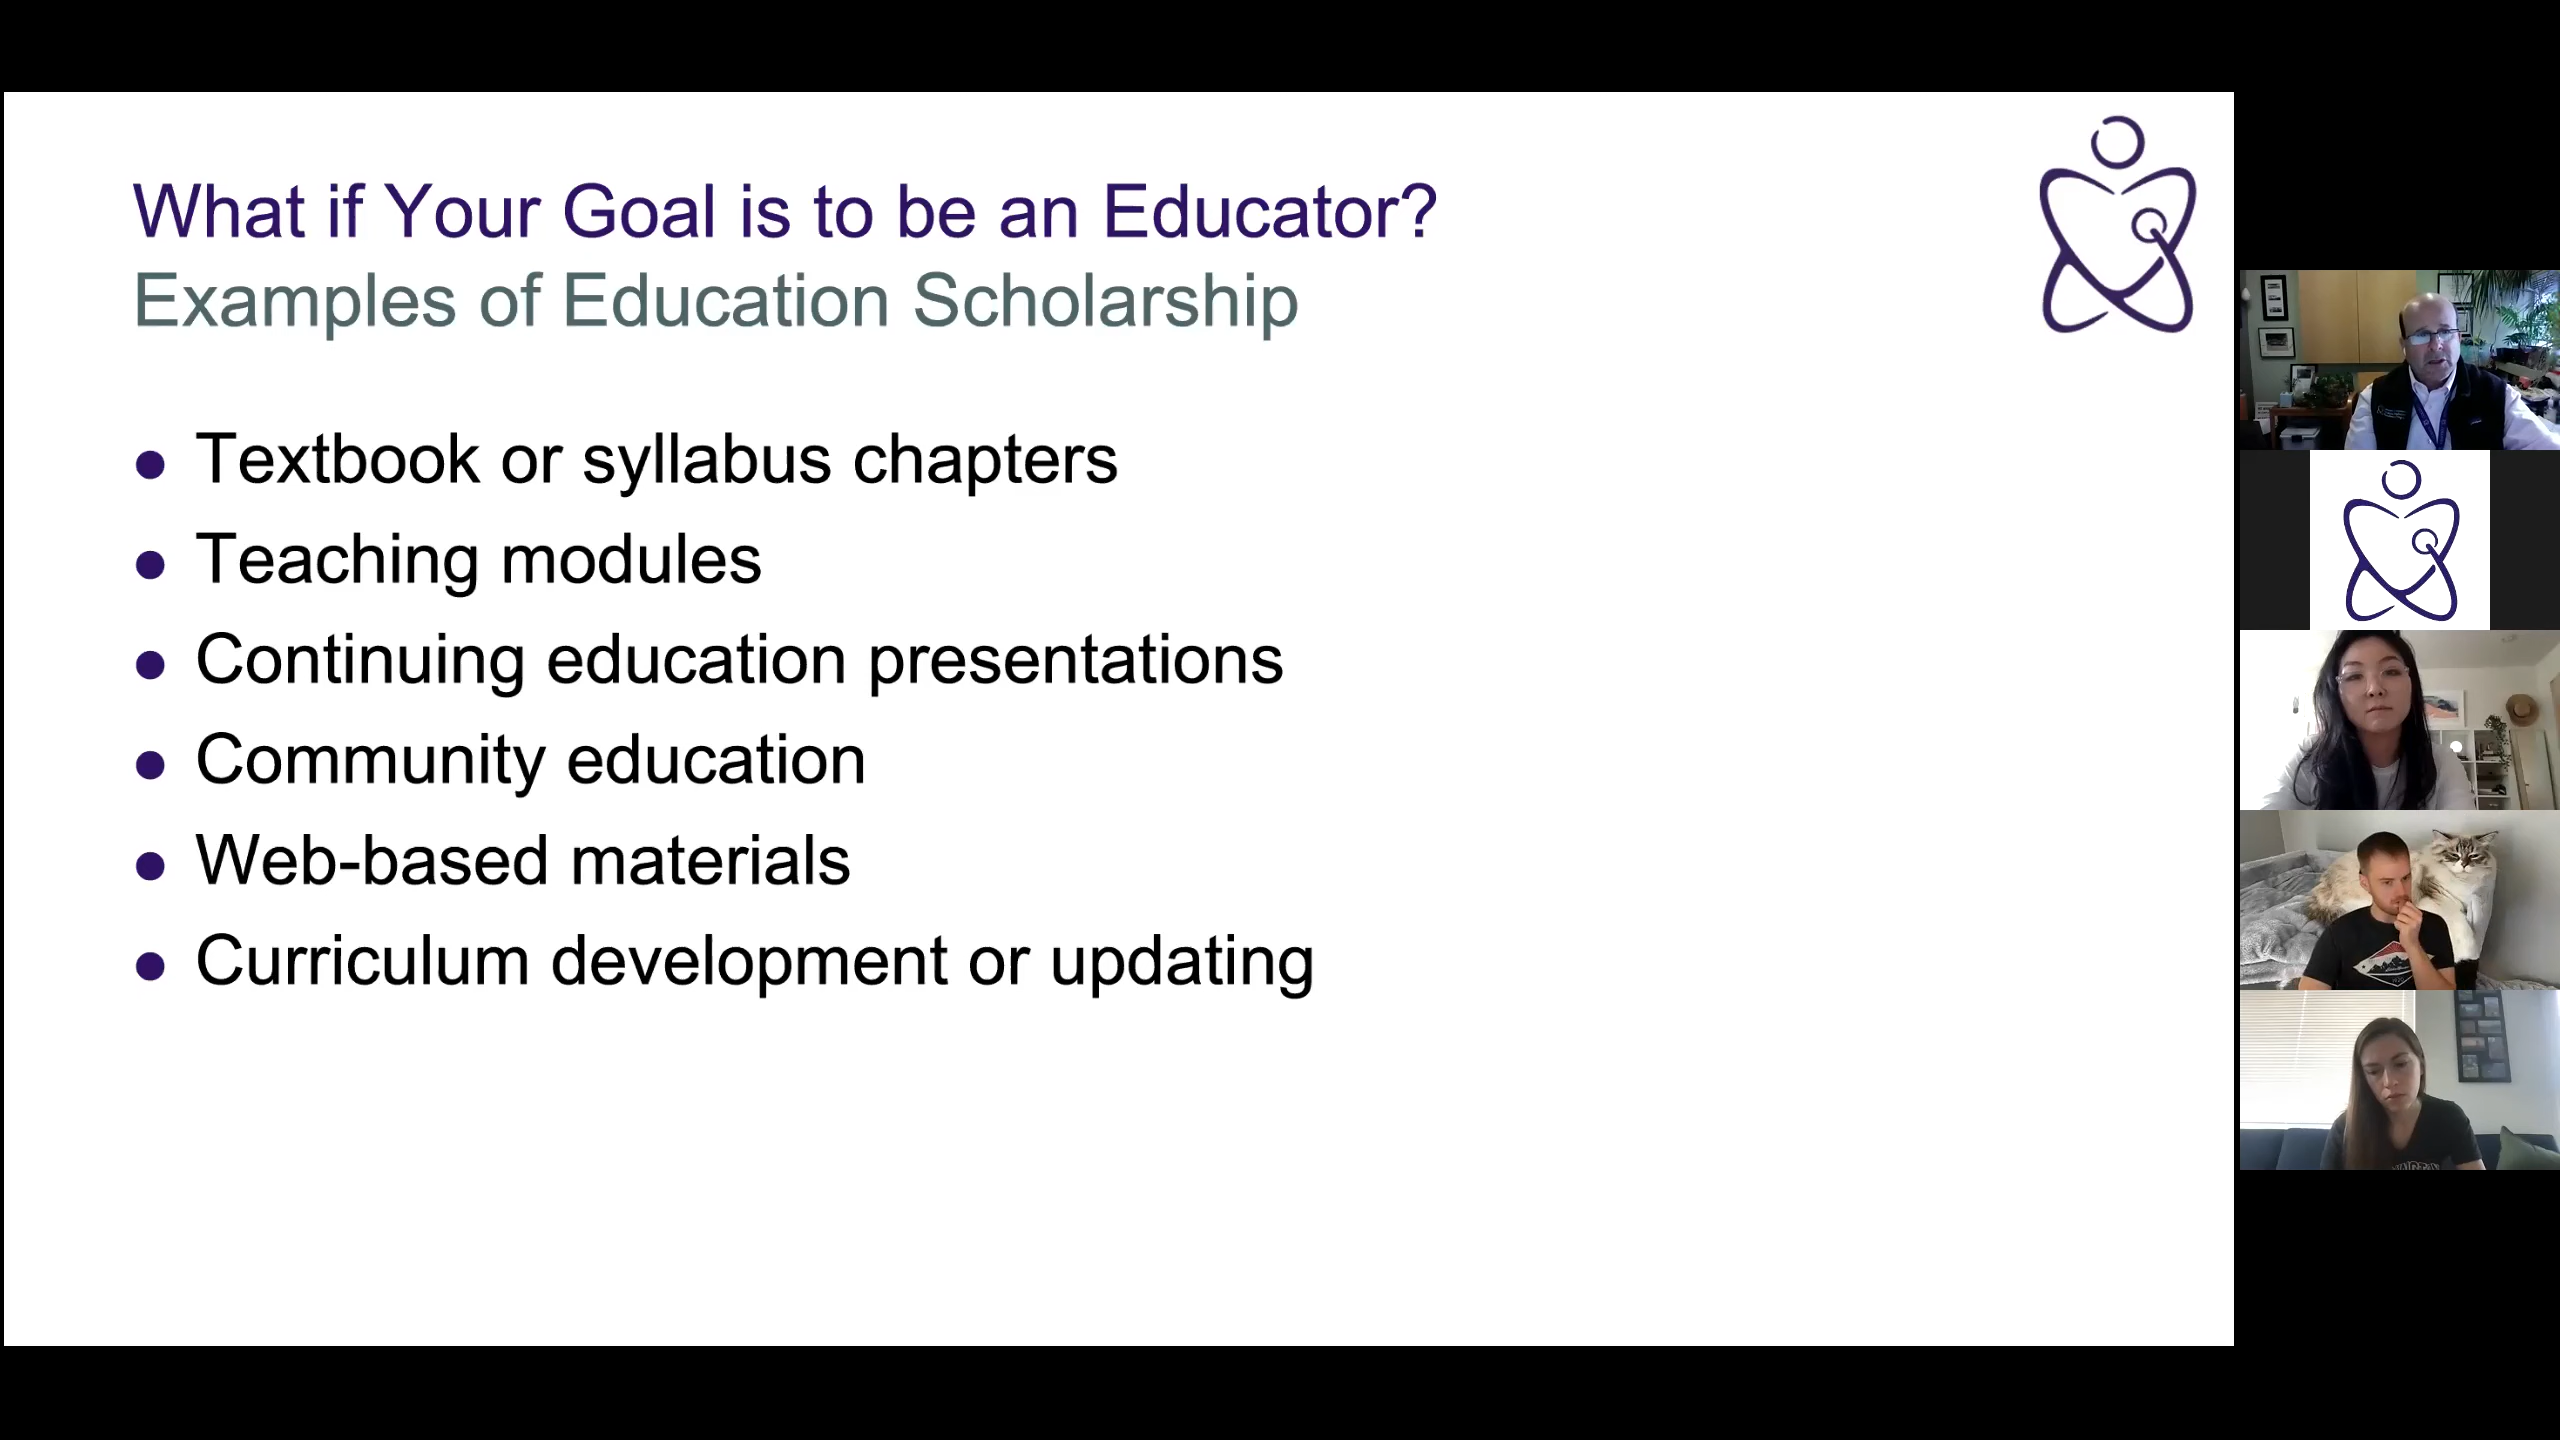 What if Your Goal is to be an Educator?
Examples of Education Scholarship
Textbook or syllabus chapters
Teaching modules
Continuing education presentations
Community education
Web-based materials
Curriculum development or updating